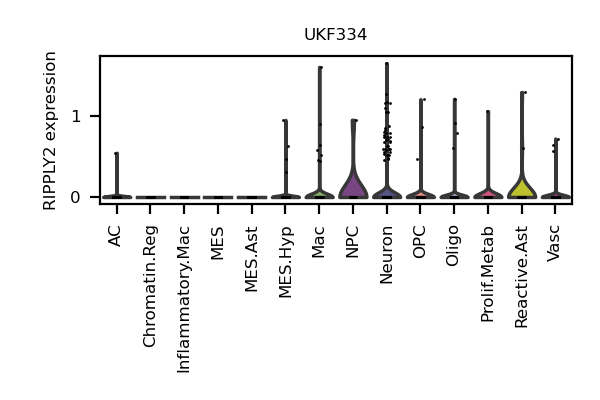 UKF334
RIPPLY2 expression
1
0
AC
Chromatin.Reg
Inflammatory.Mac
MES
MES.Ast
MES.Hyp
Mac
NPC
Neuron
OPC
Oligo
Prolif.Metab
Reactive.Ast
Vasc